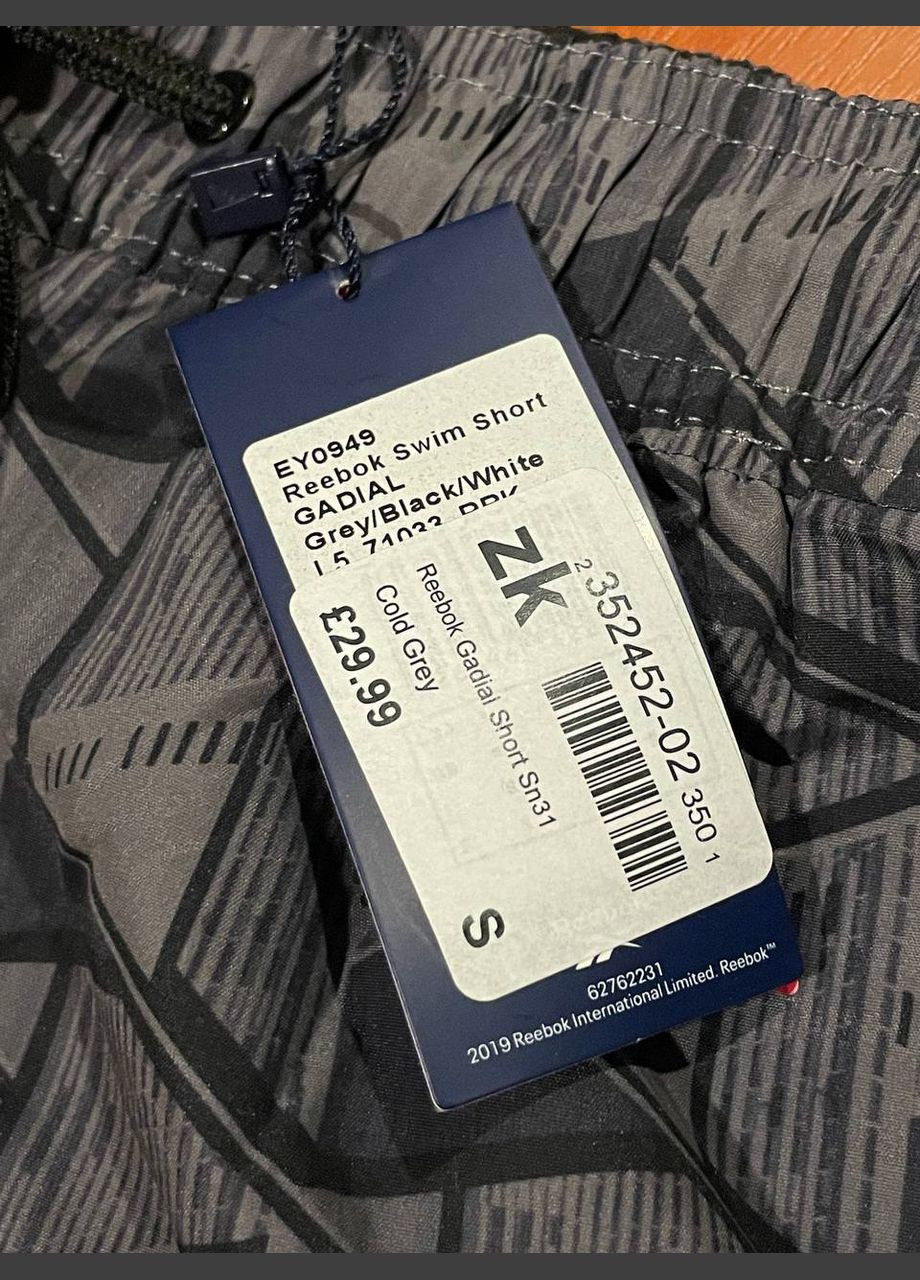 EY0949
Reebok Swim Short
GADIAL
Grey/Black/White
zk
2 352452-02 350 1
Reebok Gadial Short Sn31
Cold Grey
£29.99
S
62762231
2019 Reebok International Limited. Reebok™